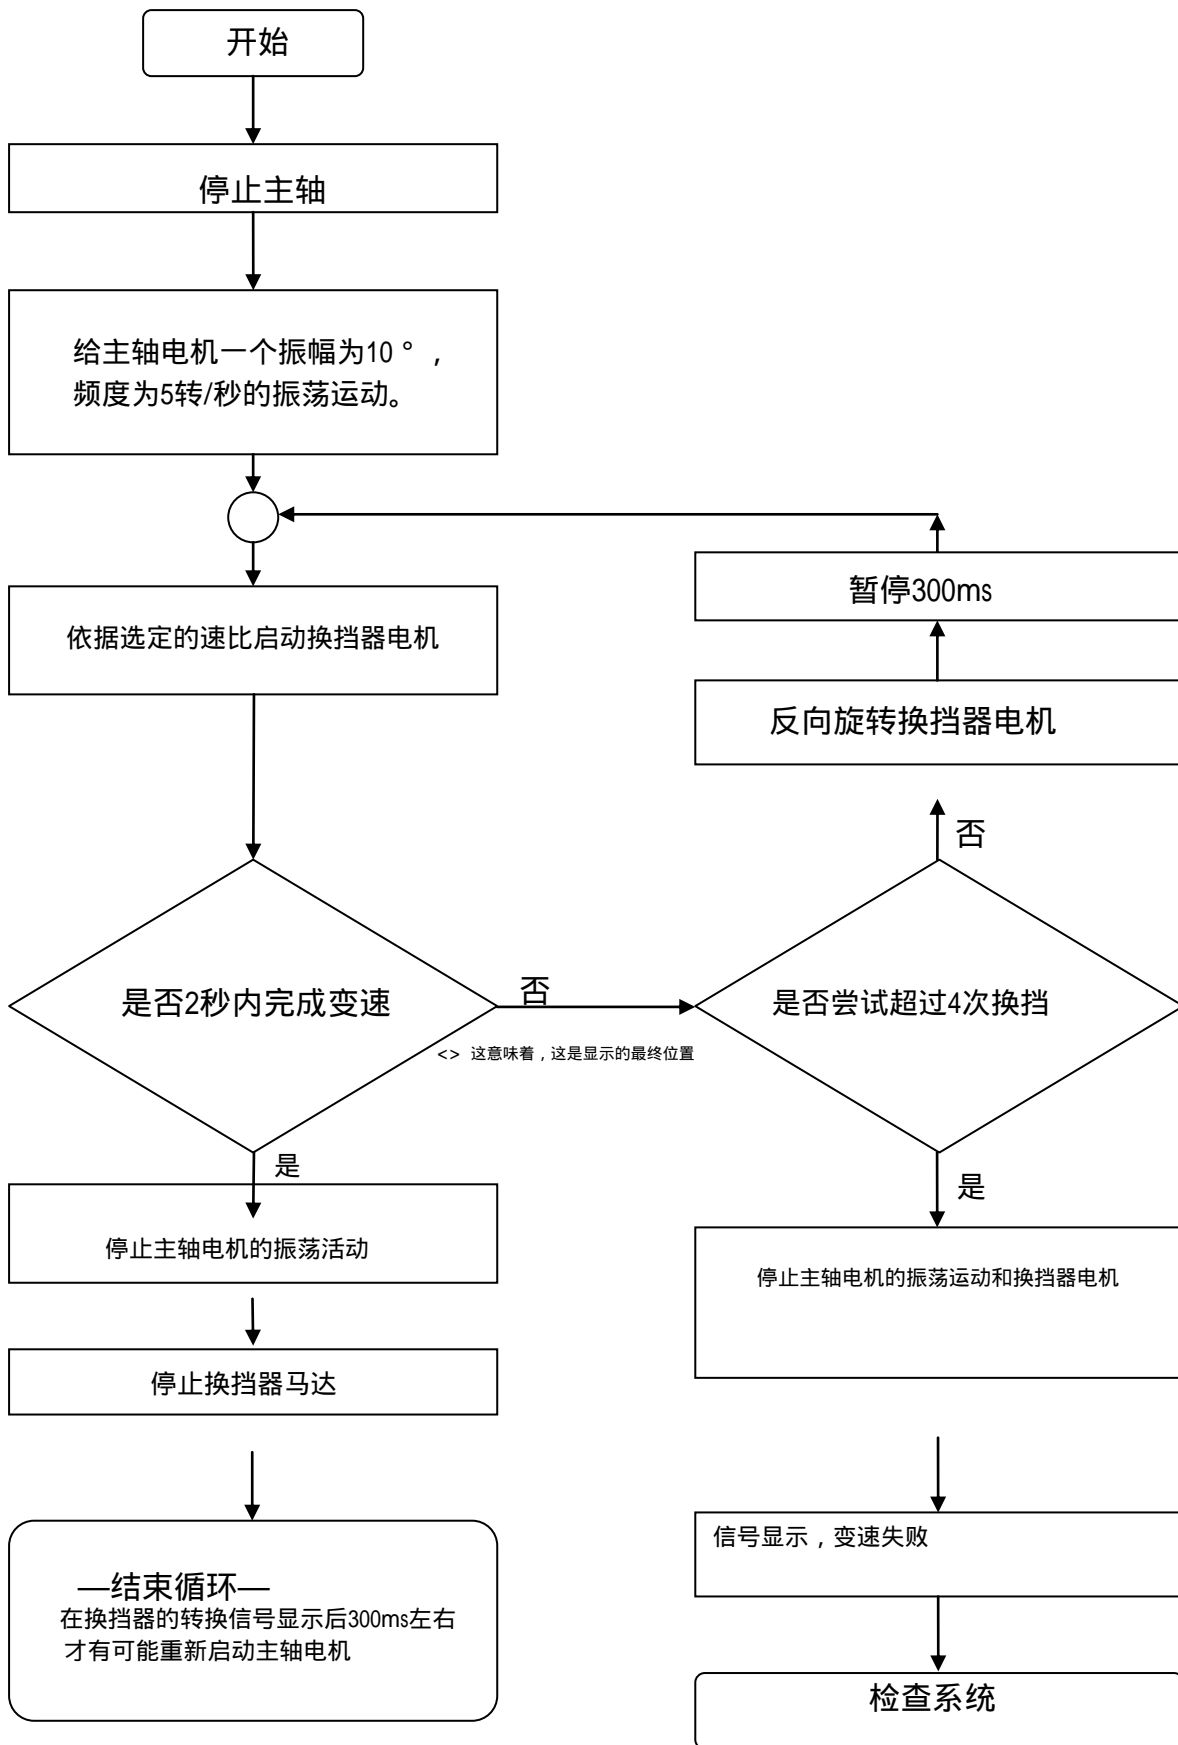 开始
停止主轴
给主轴电机一个振幅为10 °，
频度为5转/秒的振荡运动。
依据选定的速比启动换挡器电机
暂停300ms
反向旋转换挡器电机
否
是否2秒内完成变速
否
是否尝试超过4次换挡
<> 这意味着，这是显示的最终位置
是
是
停止主轴电机的振荡活动
停止主轴电机的振荡运动和换挡器电机
停止换挡器马达
信号显示，变速失败
—结束循环—
在换挡器的转换信号显示后300ms左右
才有可能重新启动主轴电机
检查系统